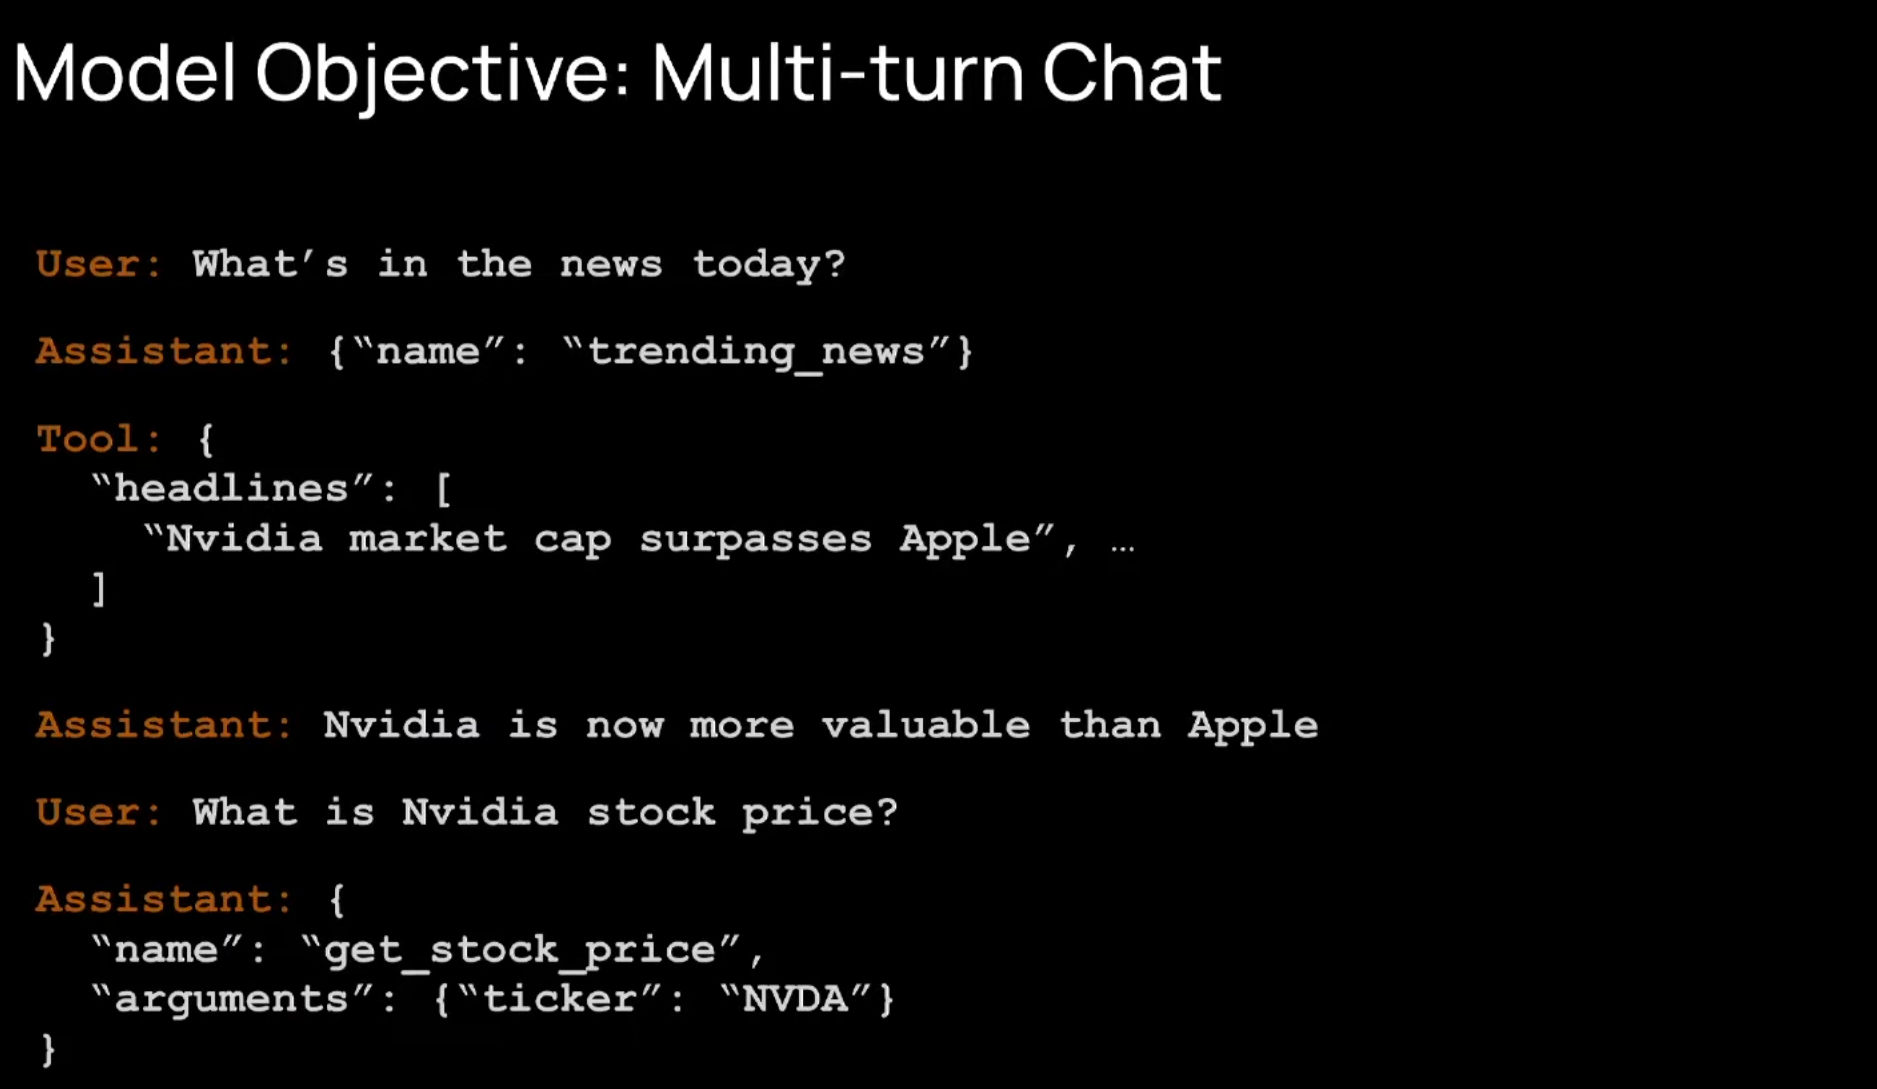 Model Objective: Multi-turn Chat
User: What’s in the news today?
Assistant: {“name”: “trending_news”}
Tool: {
“headlines”: [
“Nvidia market cap surpasses Apple”, …
]
}
Assistant: Nvidia is now more valuable than Apple
User: What is Nvidia stock price?
Assistant: {
“name”: “get_stock_price”,
“arguments”: {“ticker”: “NVDA”}
}